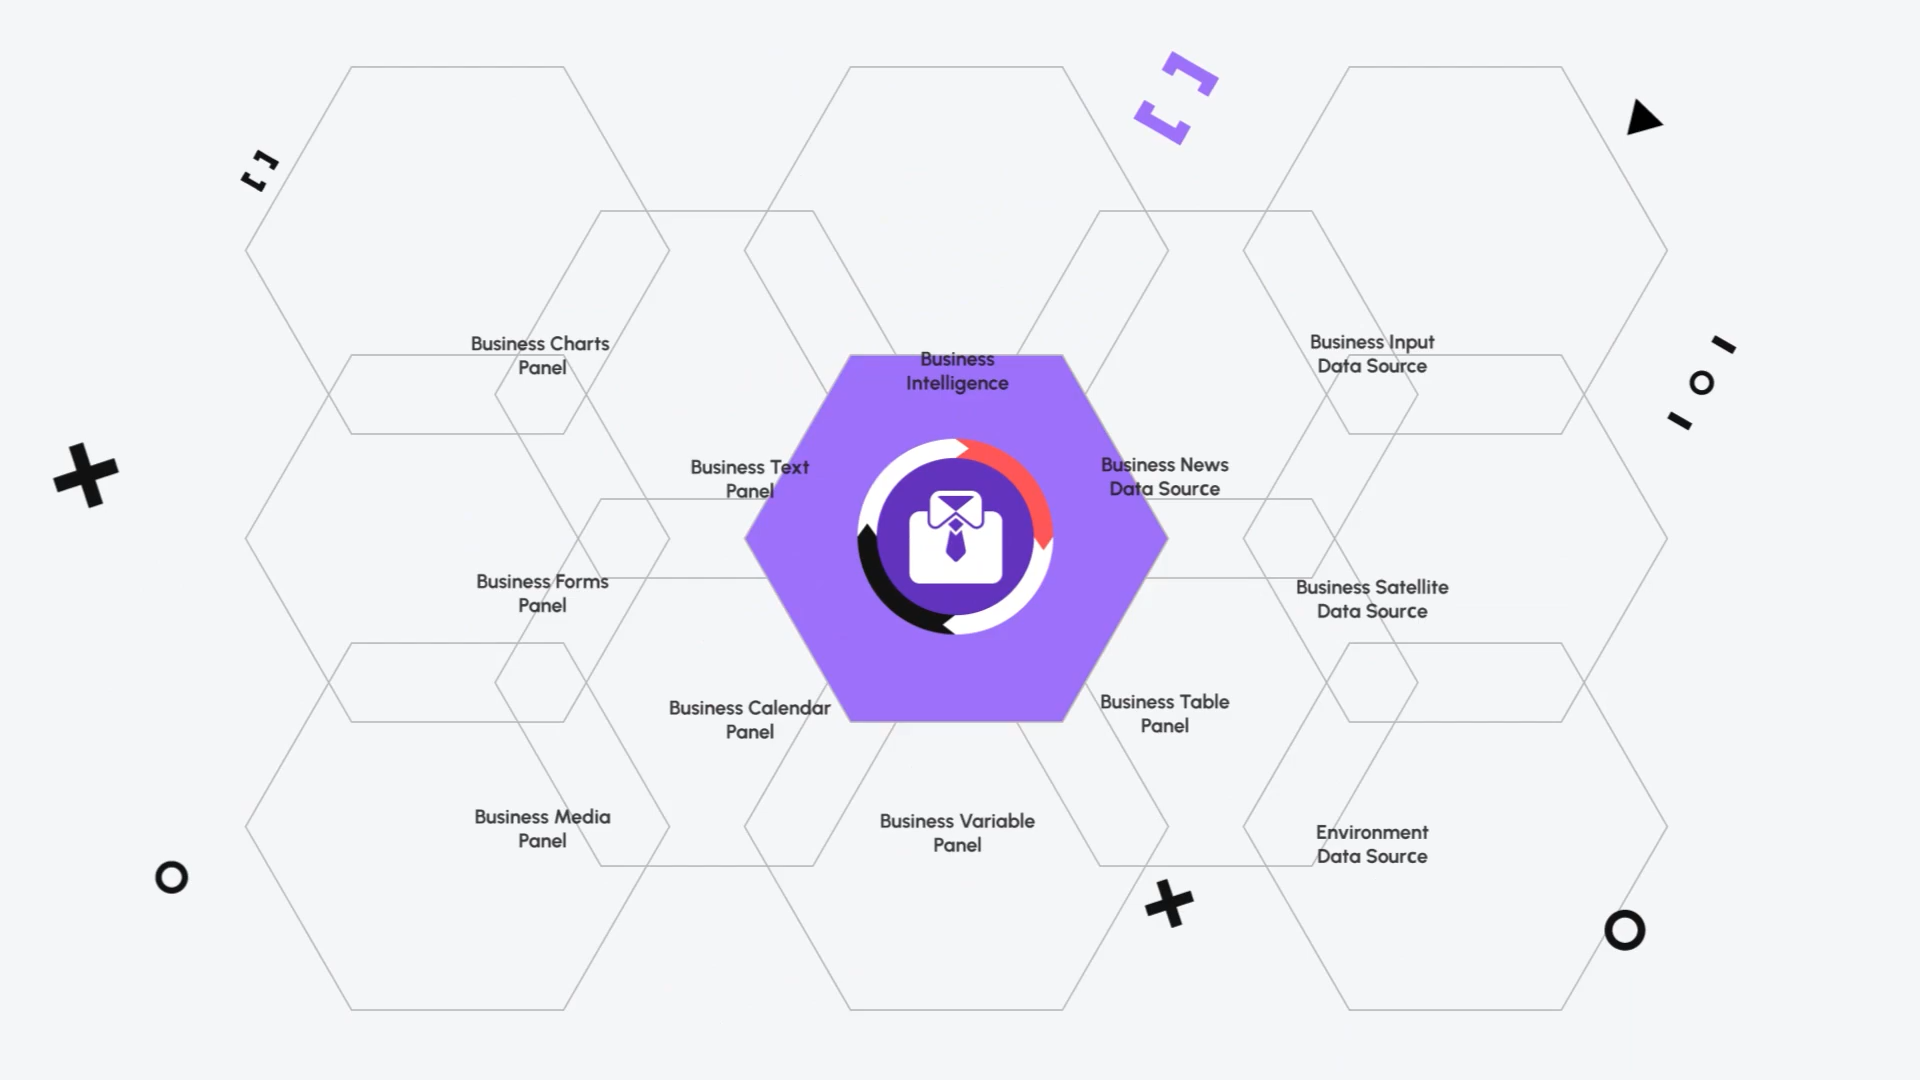 Business Charts
Panel
Business
Intelligence
Business Input
Data Source
Business Text
Panel
Business News
Data Source
Business Forms
Panel
Business Satellite
Data Source
Business Calendar
Panel
Business Table
Panel
Business Media
Panel
Business Variable
Panel
Environment
Data Source